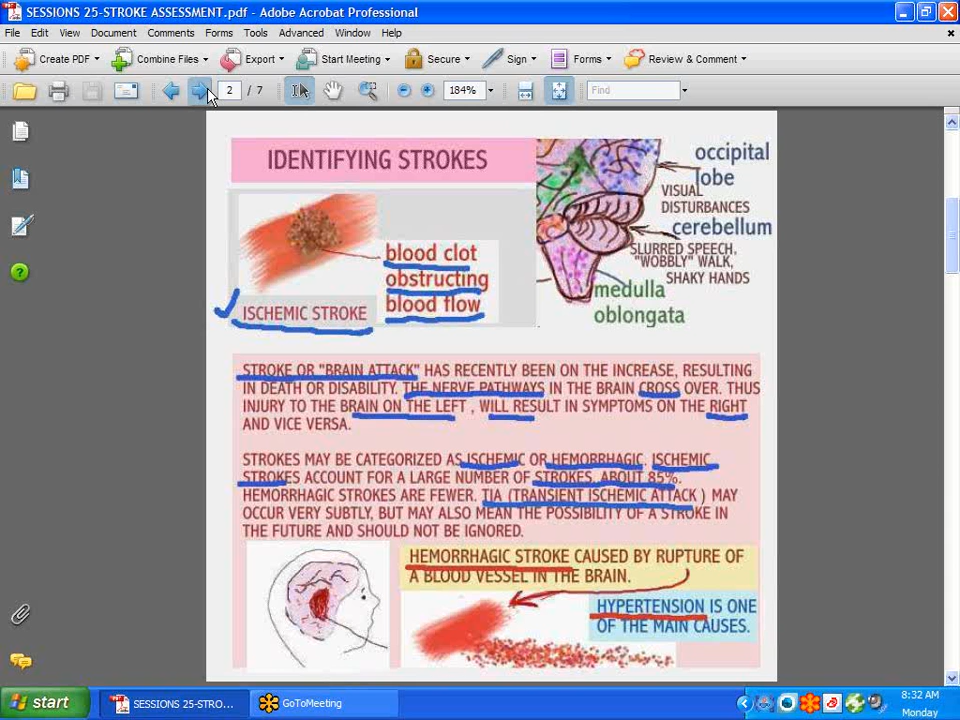 SESSIONS 25-STROKE ASSESSMENT.pdf - Adobe Acrobat Professional
File Edit View Document Comments Forms Tools Advanced Window Help
Create PDF Combine Files Export Start Meeting Secure Sign Forms Review & Comment
2 / 7 184% Find
IDENTIFYING STROKES
blood clot
obstructing
blood flow
ISCHEMIC STROKE
occipital
lobe
VISUAL
DISTURBANCES
cerebellum
SLURRED SPEECH,
"WOBBLY" WALK,
SHAKY HANDS
medulla
oblongata
STROKE OR "BRAIN ATTACK" HAS RECENTLY BEEN ON THE INCREASE, RESULTING
IN DEATH OR DISABILITY. THE NERVE PATHWAYS IN THE BRAIN CROSS OVER. THUS
INJURY TO THE BRAIN ON THE LEFT , WILL RESULT IN SYMPTOMS ON THE RIGHT
AND VICE VERSA.
STROKES MAY BE CATEGORIZED AS ISCHEMIC OR HEMORRHAGIC. ISCHEMIC
STROKES ACCOUNT FOR A LARGE NUMBER OF STROKES, ABOUT 85%.
HEMORRHAGIC STROKES ARE FEWER. TIA (TRANSIENT ISCHEMIC ATTACK ) MAY
OCCUR VERY SUBTLY, BUT MAY ALSO MEAN THE POSSIBILITY OF A STROKE IN
THE FUTURE AND SHOULD NOT BE IGNORED.
HEMORRHAGIC STROKE CAUSED BY RUPTURE OF
A BLOOD VESSEL IN THE BRAIN.
HYPERTENSION IS ONE
OF THE MAIN CAUSES.
start SESSIONS 25-STRO... GoToMeeting 8:32 AM
Monday